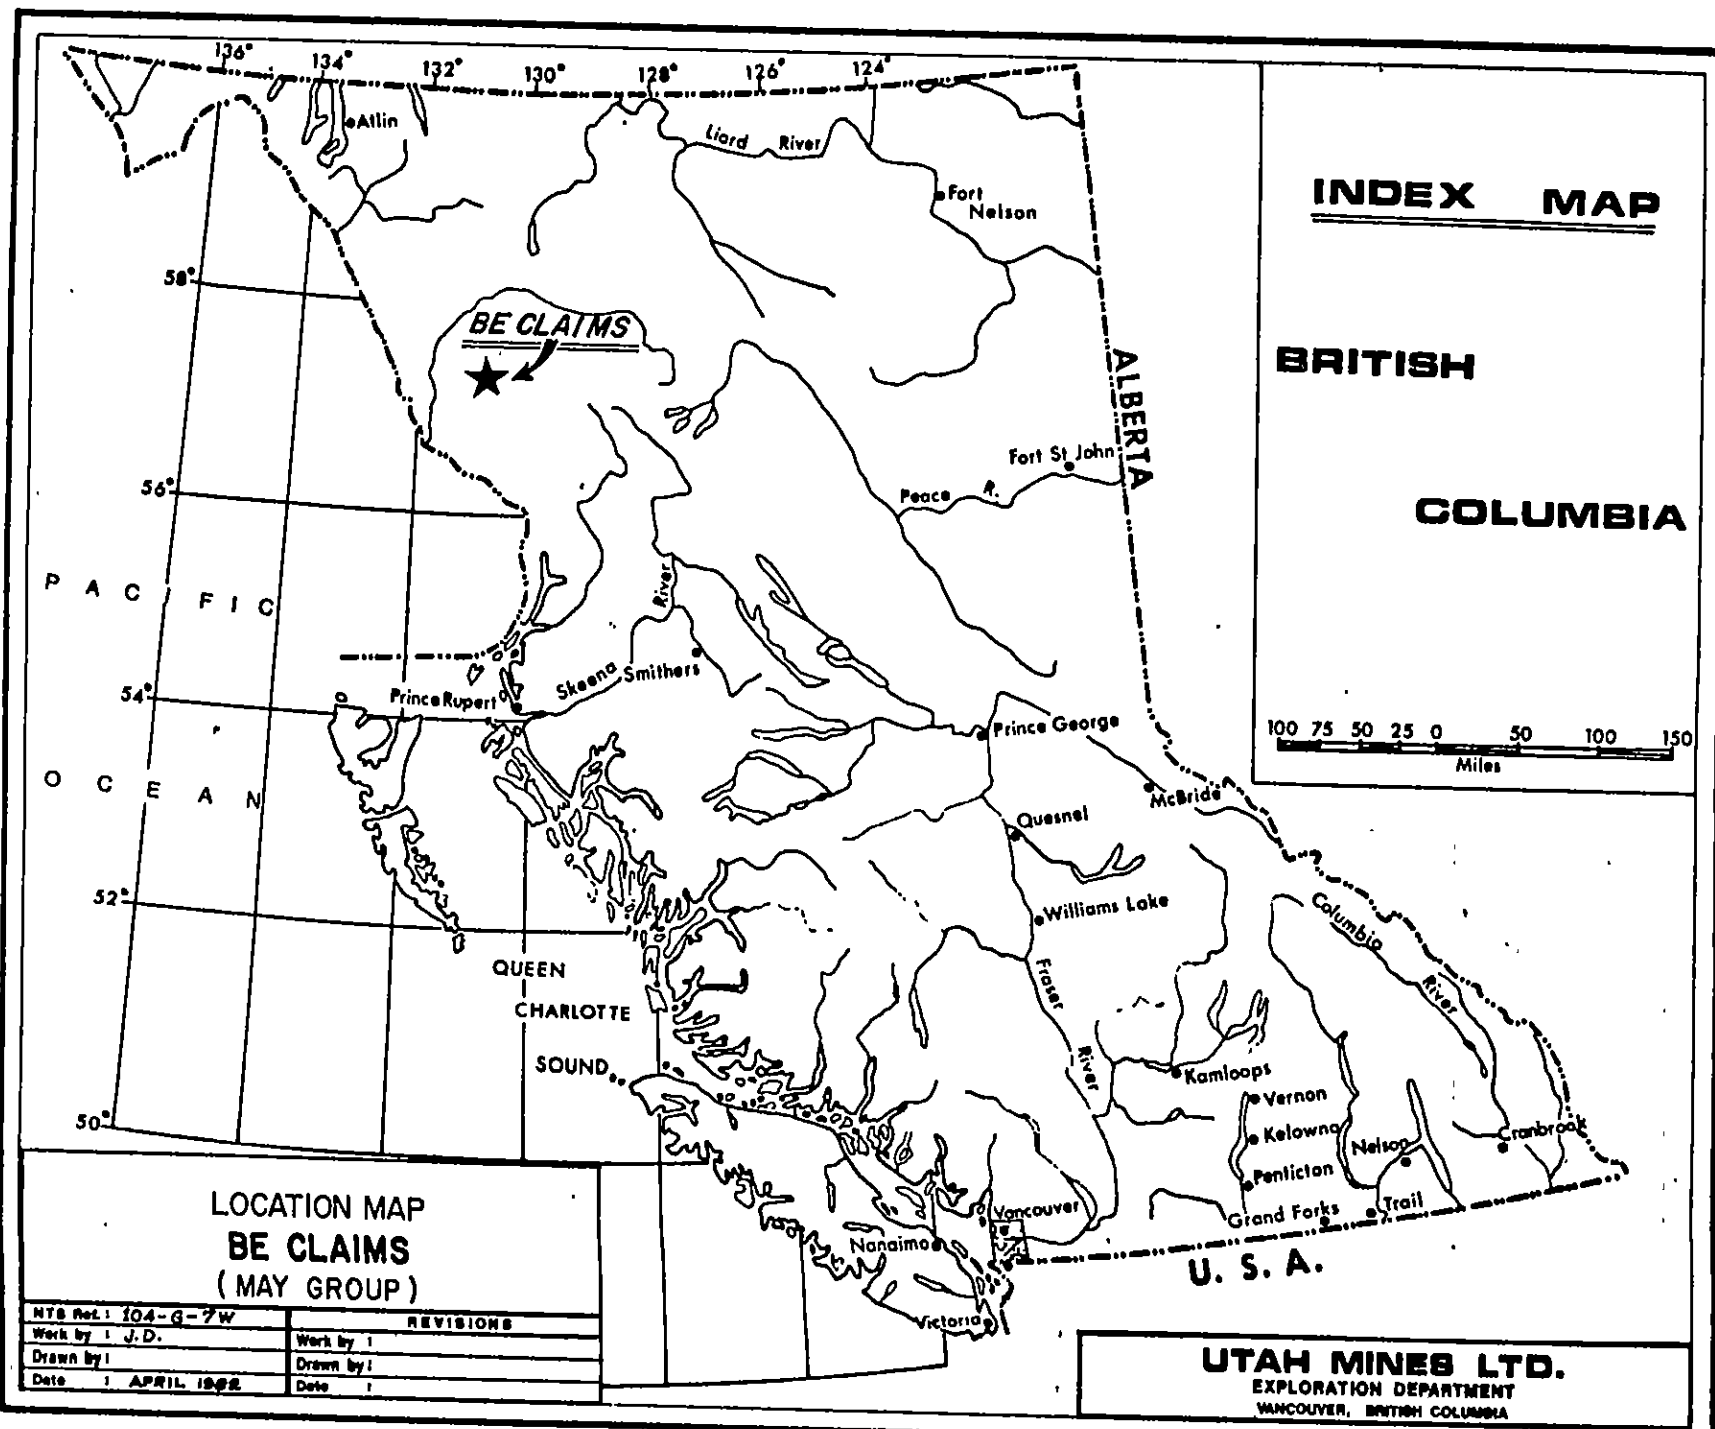 136° 134° 132° 130° 128° 126° 124°
Atlin
Liard River
Fort
Nelson
INDEX MAP
58°
BE CLAIMS
BRITISH
ALBERTA
Fort St John
Peace R.
56°
COLUMBIA
PACIFIC
River
Skeena
Smithers
54°
Prince Rupert
Prince George
100 75 50 25 0 50 100 150
Miles
OCEAN
McBride
Quesnel
52°
Williams Lake
Columbia
River
QUEEN
CHARLOTTE
SOUND
Fraser
River
Kamloops
Vernon
50°
Kelowna
Nelson
Cranbrook
Penticton
Grand Forks
Trail
Vancouver
Nanaimo
U. S. A.
Victoria
LOCATION MAP
BE CLAIMS
(MAY GROUP)
NTS Ref.: 104-G-7W
REVISIONS
Work by : J.D.
Work by :
Drawn by:
Drawn by:
Date : APRIL 1982
Date :
UTAH MINES LTD.
EXPLORATION DEPARTMENT
VANCOUVER, BRITISH COLUMBIA